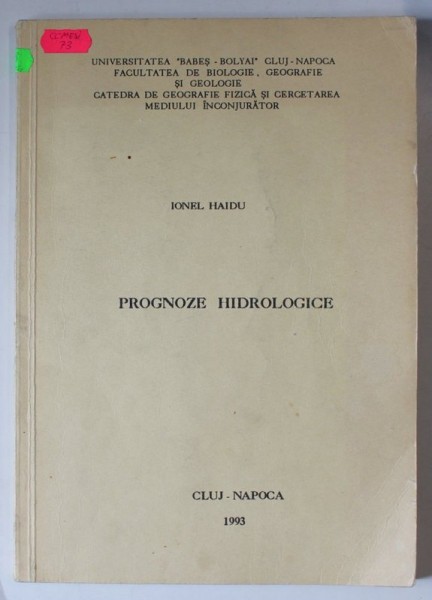 73
UNIVERSITATEA "BABEŞ - BOLYAI" CLUJ - NAPOCA
FACULTATEA DE BIOLOGIE, GEOGRAFIE
ŞI GEOLOGIE
CATEDRA DE GEOGRAFIE FIZICĂ ŞI CERCETAREA
MEDIULUI ÎNCONJURĂTOR
IONEL HAIDU
PROGNOZE HIDROLOGICE
CLUJ - NAPOCA
1993